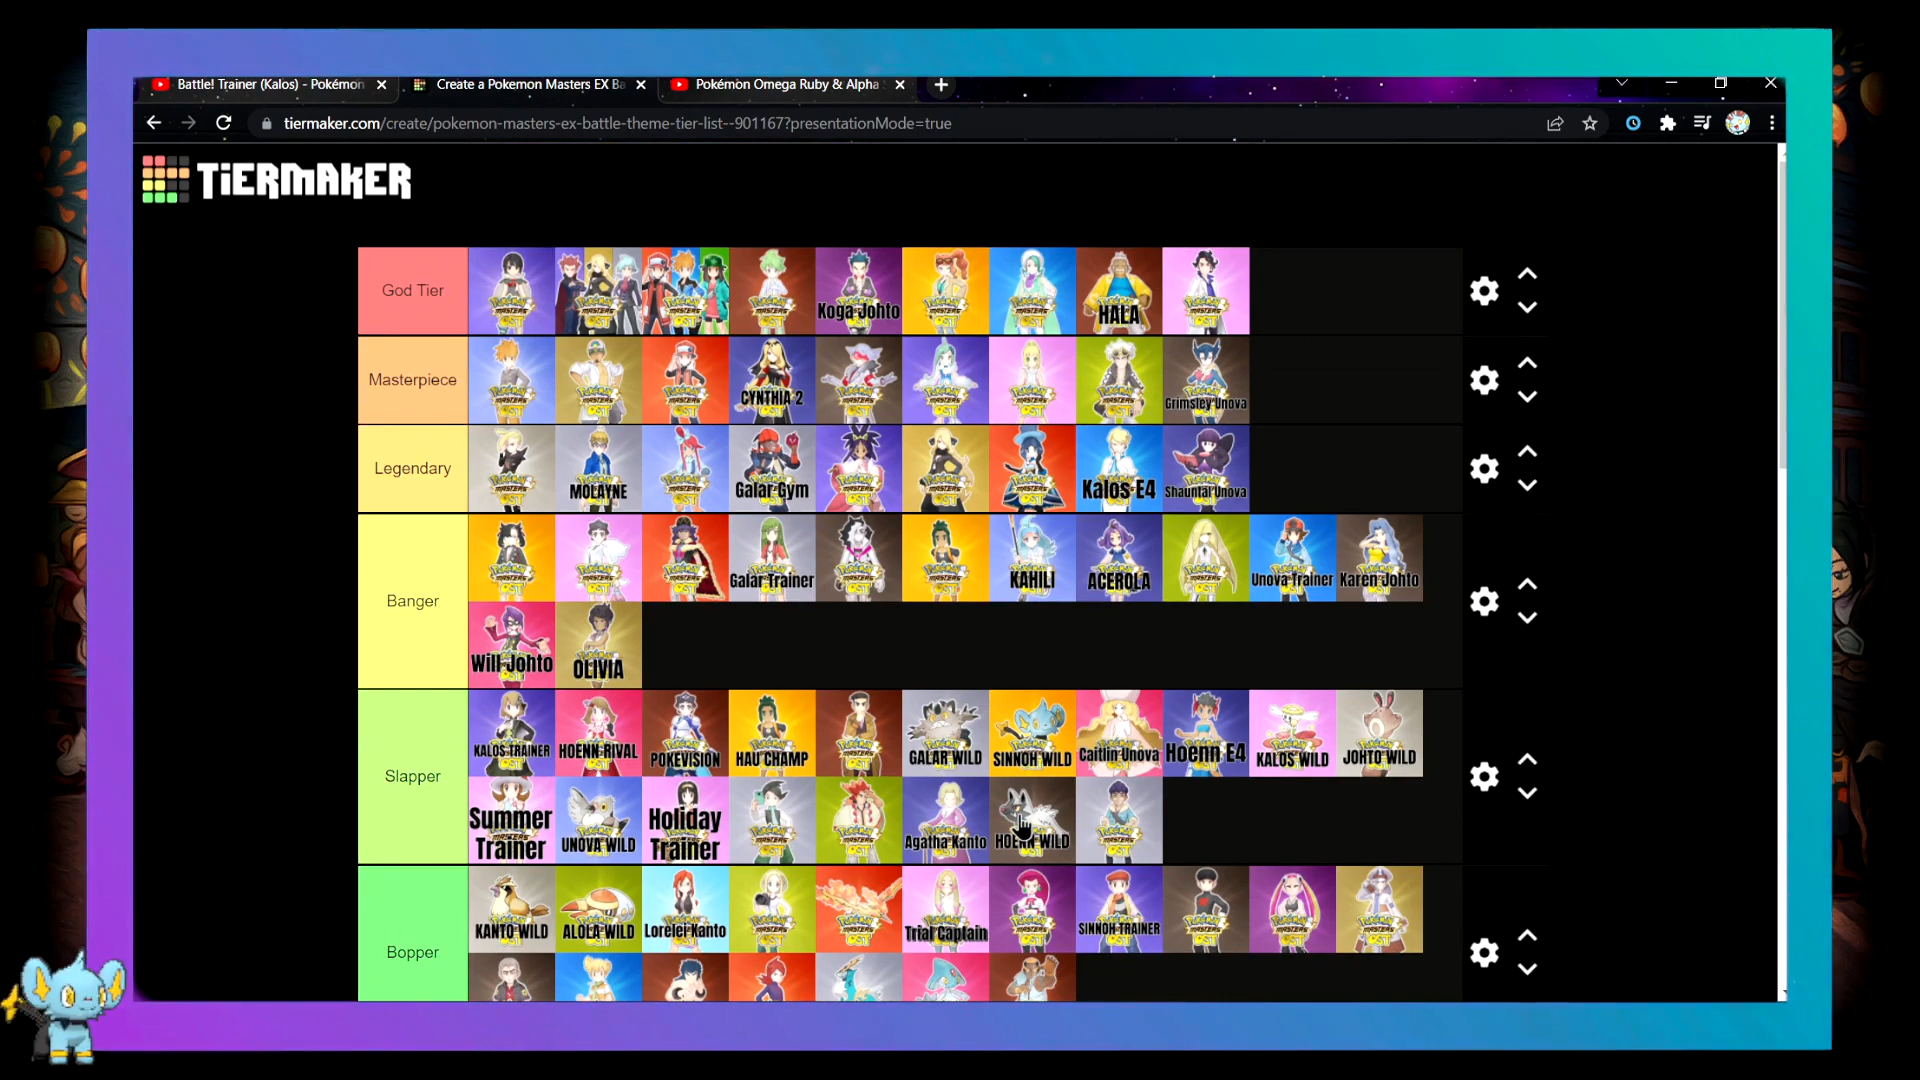 Battle! Trainer (Kalos) - Pokémon
Create a Pokemon Masters EX Ba
Pokémon Omega Ruby & Alpha
tiermaker.com/create/pokemon-masters-ex-battle-theme-tier-list--901167?presentationMode=true
TiERMAKER
God Tier
Koga Johto
HALA
Masterpiece
CYNTHIA 2
Grimsley Unova
Legendary
MOLAYNE
Galar Gym
Kalos E4
Shauntal Unova
Banger
Galar Trainer
KAHILI
ACEROLA
Unova Trainer
Karen Johto
Will Johto
OLIVIA
Slapper
KALOS TRAINER
HOENN RIVAL
POKEVISION
HAU CHAMP
GALAR WILD
SINNOH WILD
Caitlin Unova
Hoenn E4
KALOS WILD
JOHTO WILD
Summer Trainer
UNOVA WILD
Holiday Trainer
Agatha Kanto
HOENN WILD
Bopper
KANTO WILD
ALOLA WILD
Lorelei Kanto
Trial Captain
SINNOH TRAINER